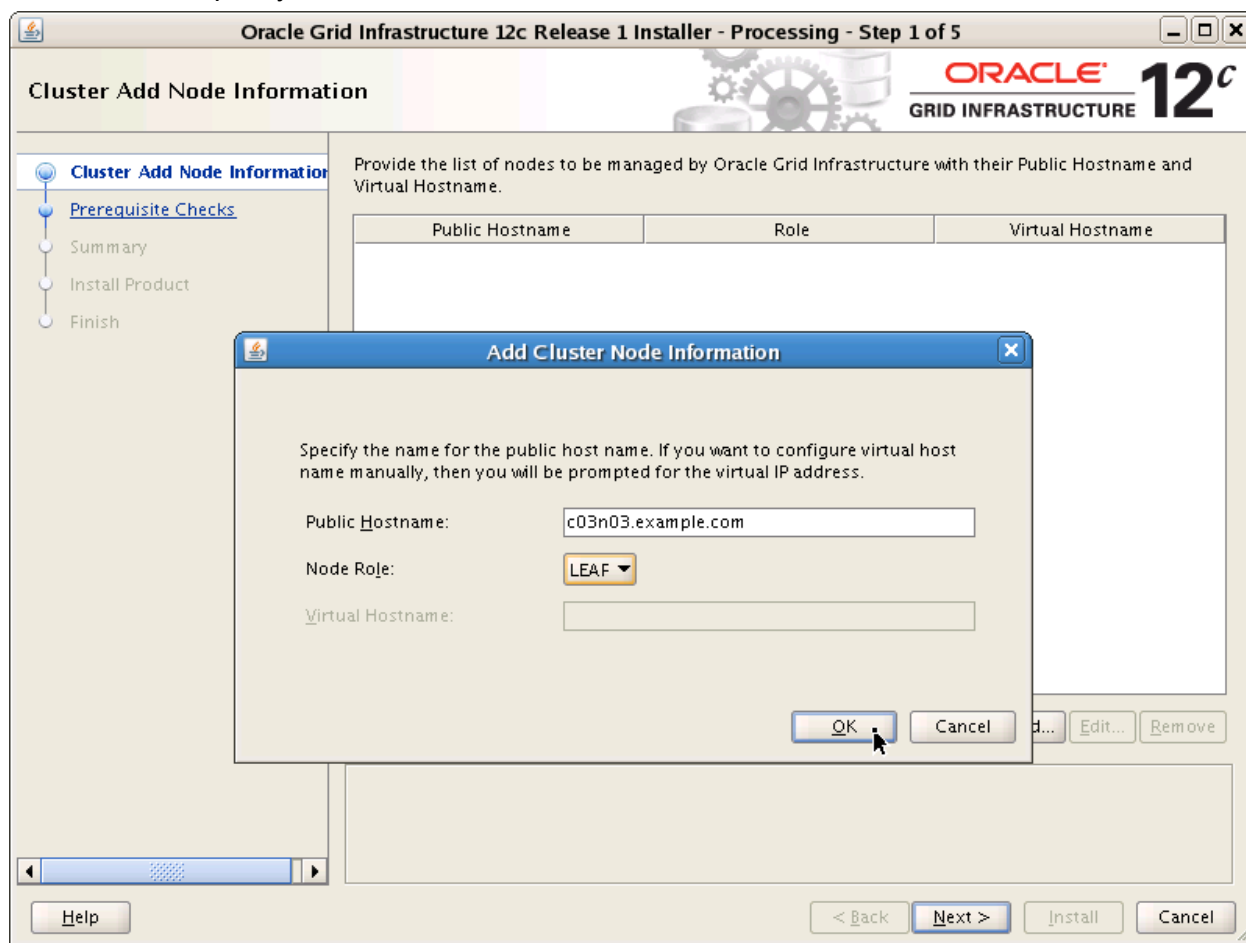 Oracle Grid Infrastructure 12c Release 1 Installer - Processing - Step 1 of 5
Cluster Add Node Information
ORACLE
GRID INFRASTRUCTURE
12c
Cluster Add Node Information
Prerequisite Checks
Summary
Install Product
Finish
Provide the list of nodes to be managed by Oracle Grid Infrastructure with their Public Hostname and
Virtual Hostname.
Public Hostname Role Virtual Hostname
Add Cluster Node Information
Specify the name for the public host name. If you want to configure virtual host
name manually, then you will be prompted for the virtual IP address.
Public Hostname: c03n03.example.com
Node Role: LEAF
Virtual Hostname:
OK Cancel
d... Edit... Remove
Help < Back Next > Install Cancel